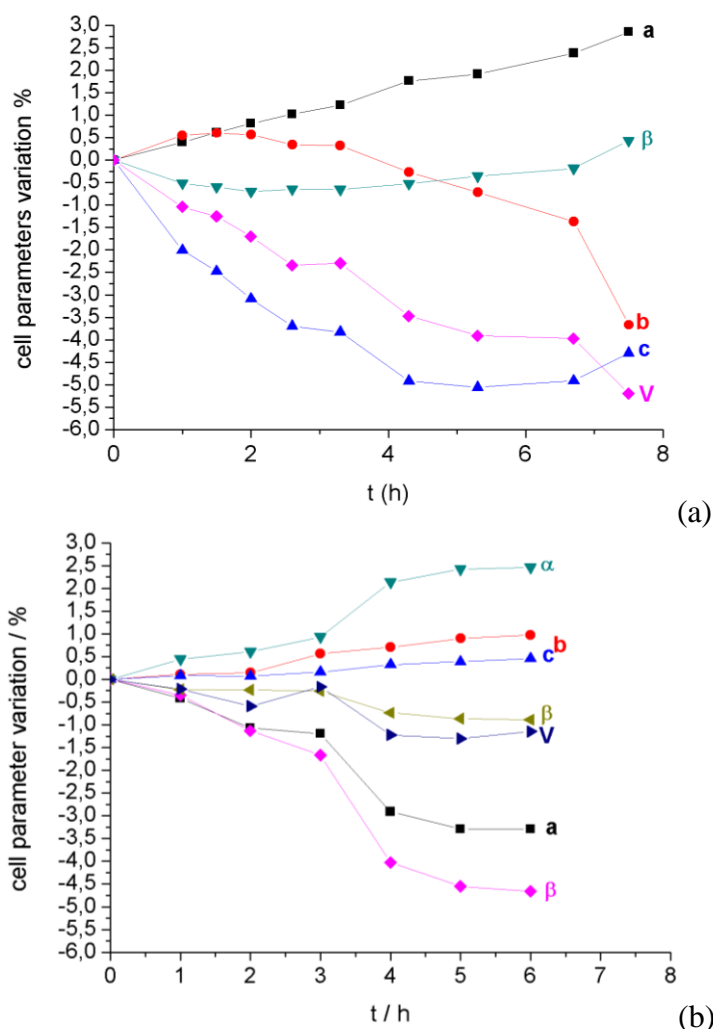 3,0
2,5
2,0
1,5
1,0
0,5
0,0
-0,5
-1,0
-1,5
-2,0
-2,5
-3,0
-3,5
-4,0
-4,5
-5,0
-5,5
-6,0
cell parameters variation %
a
β
b
c
V
0 2 4 6 8
t (h)
(a)
3,0
2,5
2,0
1,5
1,0
0,5
0,0
-0,5
-1,0
-1,5
-2,0
-2,5
-3,0
-3,5
-4,0
-4,5
-5,0
-5,5
-6,0
cell parameter variation / %
α
b
c
β
V
a
β
0 1 2 3 4 5 6 7 8
t / h
(b)